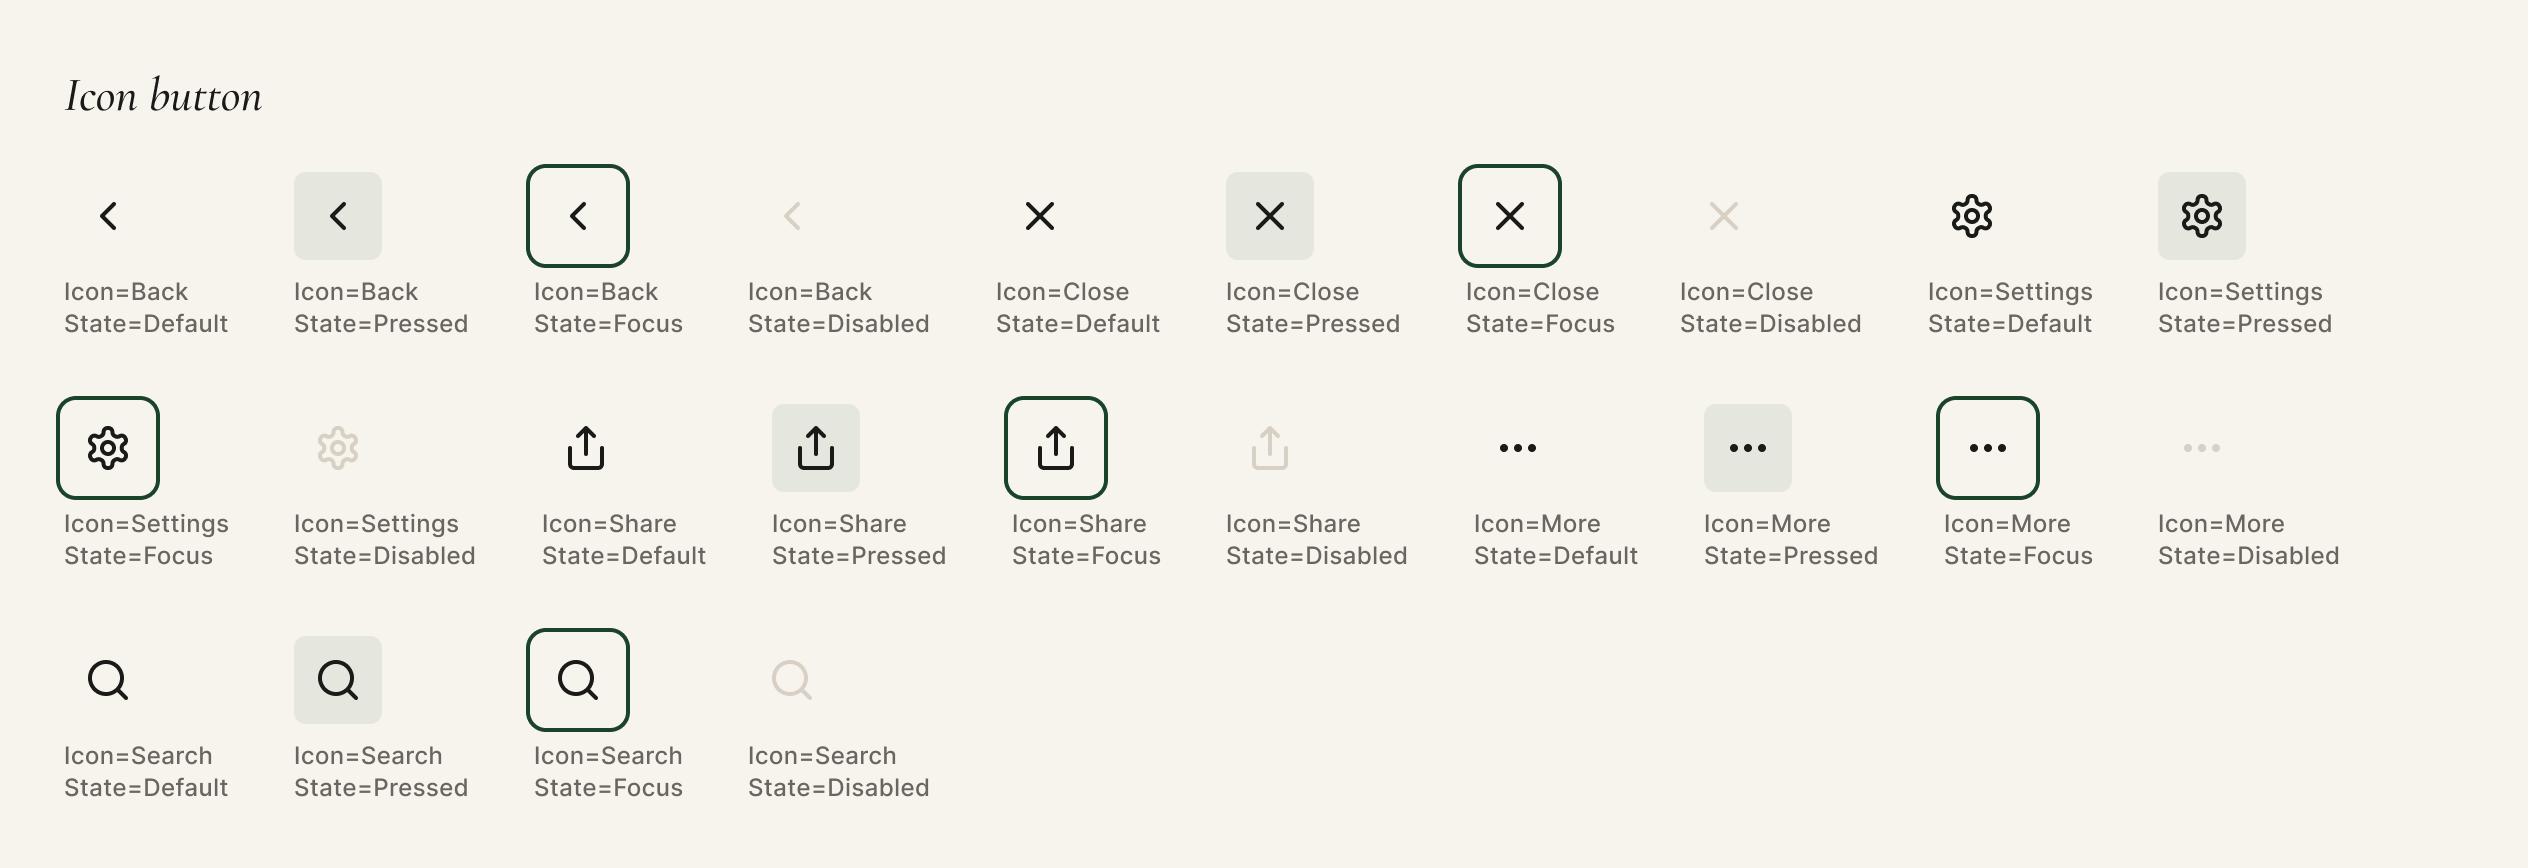 Icon button
Icon=Back
State=Default
Icon=Back
State=Pressed
Icon=Back
State=Focus
Icon=Back
State=Disabled
Icon=Close
State=Default
Icon=Close
State=Pressed
Icon=Close
State=Focus
Icon=Close
State=Disabled
Icon=Settings
State=Default
Icon=Settings
State=Pressed
Icon=Settings
State=Focus
Icon=Settings
State=Disabled
Icon=Share
State=Default
Icon=Share
State=Pressed
Icon=Share
State=Focus
Icon=Share
State=Disabled
Icon=More
State=Default
Icon=More
State=Pressed
Icon=More
State=Focus
Icon=More
State=Disabled
Icon=Search
State=Default
Icon=Search
State=Pressed
Icon=Search
State=Focus
Icon=Search
State=Disabled